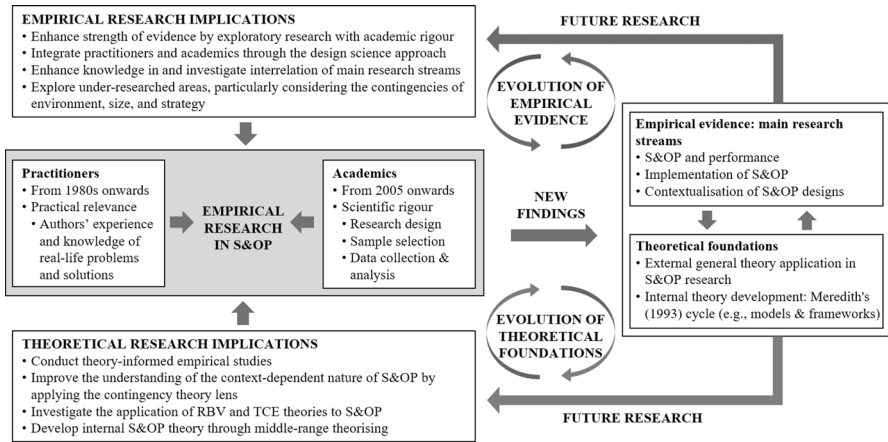 EMPIRICAL RESEARCH IMPLICATIONS
• Enhance strength of evidence by exploratory research with academic rigour
• Integrate practitioners and academics through the design science approach
• Enhance knowledge in and investigate interrelation of main research streams
• Explore under-researched areas, particularly considering the contingencies of
environment, size, and strategy
FUTURE RESEARCH
EVOLUTION OF
EMPIRICAL
EVIDENCE
Practitioners
• From 1980s onwards
• Practical relevance
• Authors' experience
and knowledge of
real-life problems
and solutions
EMPIRICAL
RESEARCH
IN S&OP
Academics
• From 2005 onwards
• Scientific rigour
• Research design
• Sample selection
• Data collection &
analysis
NEW
FINDINGS
Empirical evidence: main research
streams
• S&OP and performance
• Implementation of S&OP
• Contextualisation of S&OP designs
Theoretical foundations
• External general theory application in
S&OP research
• Internal theory development: Meredith's
(1993) cycle (e.g., models & frameworks)
EVOLUTION OF
THEORETICAL
FOUNDATIONS
THEORETICAL RESEARCH IMPLICATIONS
• Conduct theory-informed empirical studies
• Improve the understanding of the context-dependent nature of S&OP by
applying the contingency theory lens
• Investigate the application of RBV and TCE theories to S&OP
• Develop internal S&OP theory through middle-range theorising
FUTURE RESEARCH